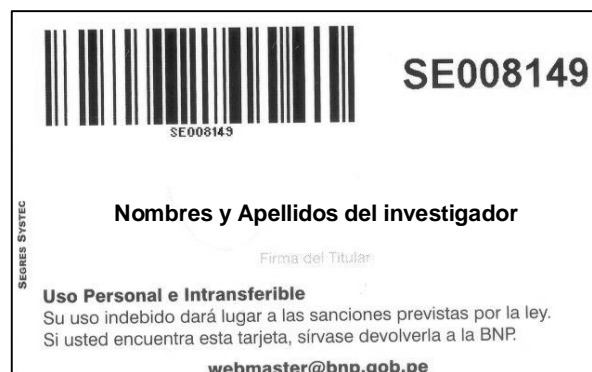 SE008149
SE008149
Nombres y Apellidos del investigador
SEGRES SYSTEC
Firma del Titular
Uso Personal e Intransferible
Su uso indebido dará lugar a las sanciones previstas por la ley.
Si usted encuentra esta tarjeta, sírvase devolverla a la BNP.
webmaster@bnp.gob.pe